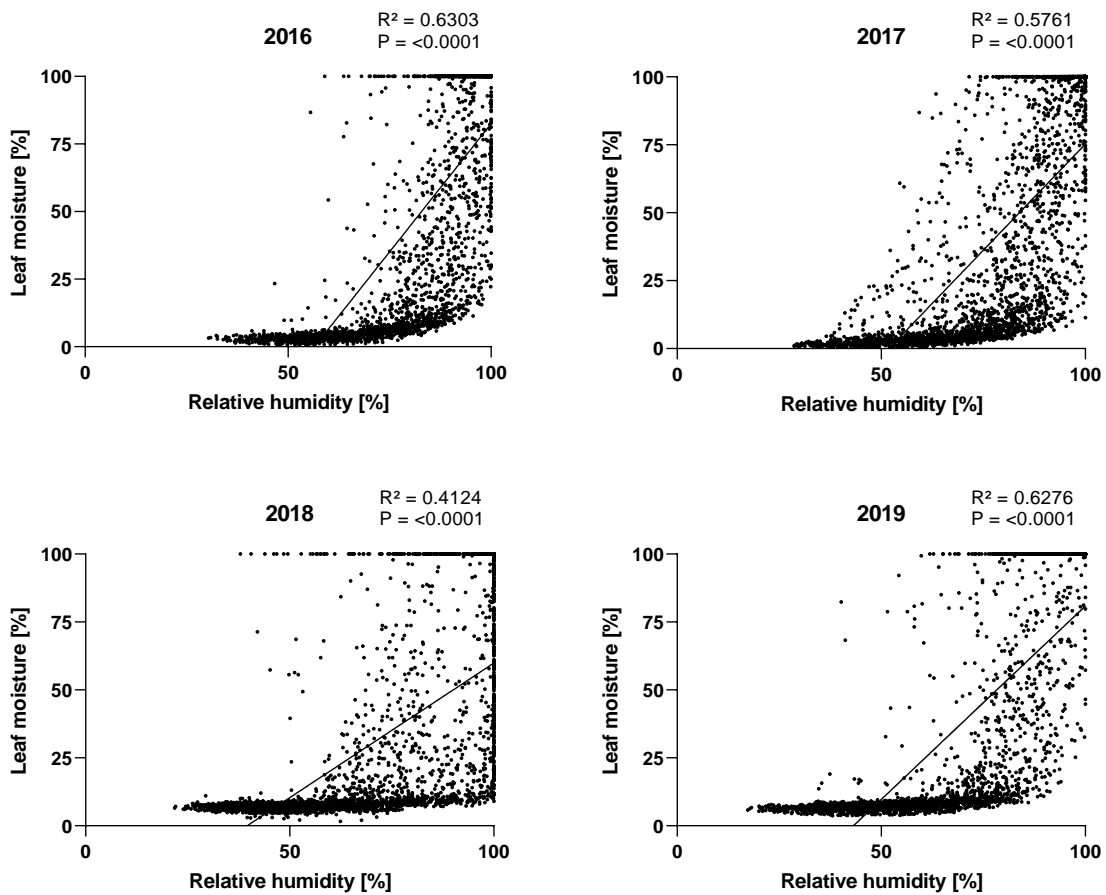 2016
R² = 0.6303
P = <0.0001
Leaf moisture [%]
100
75
50
25
0
0
50
100
Relative humidity [%]
2017
R² = 0.5761
P = <0.0001
Leaf moisture [%]
100
75
50
25
0
0
50
100
Relative humidity [%]
2018
R² = 0.4124
P = <0.0001
Leaf moisture [%]
100
75
50
25
0
0
50
100
Relative humidity [%]
2019
R² = 0.6276
P = <0.0001
Leaf moisture [%]
100
75
50
25
0
0
50
100
Relative humidity [%]